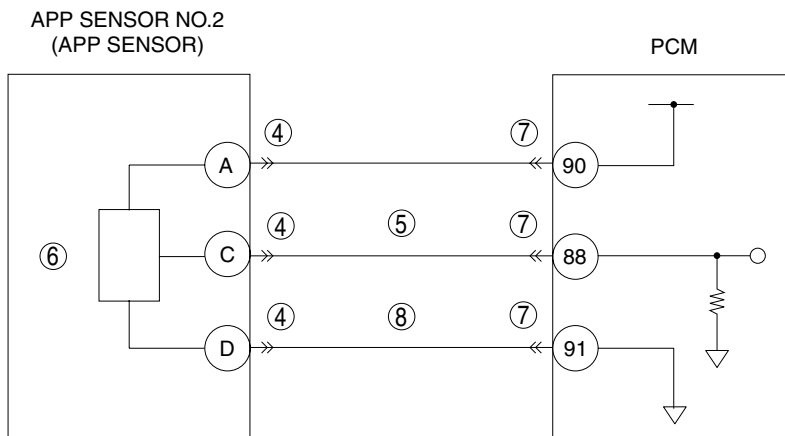 APP SENSOR NO.2
(APP SENSOR)
PCM
④ ⑦
A 90
④ ⑤ ⑦
⑥ C 88
④ ⑧ ⑦
D 91